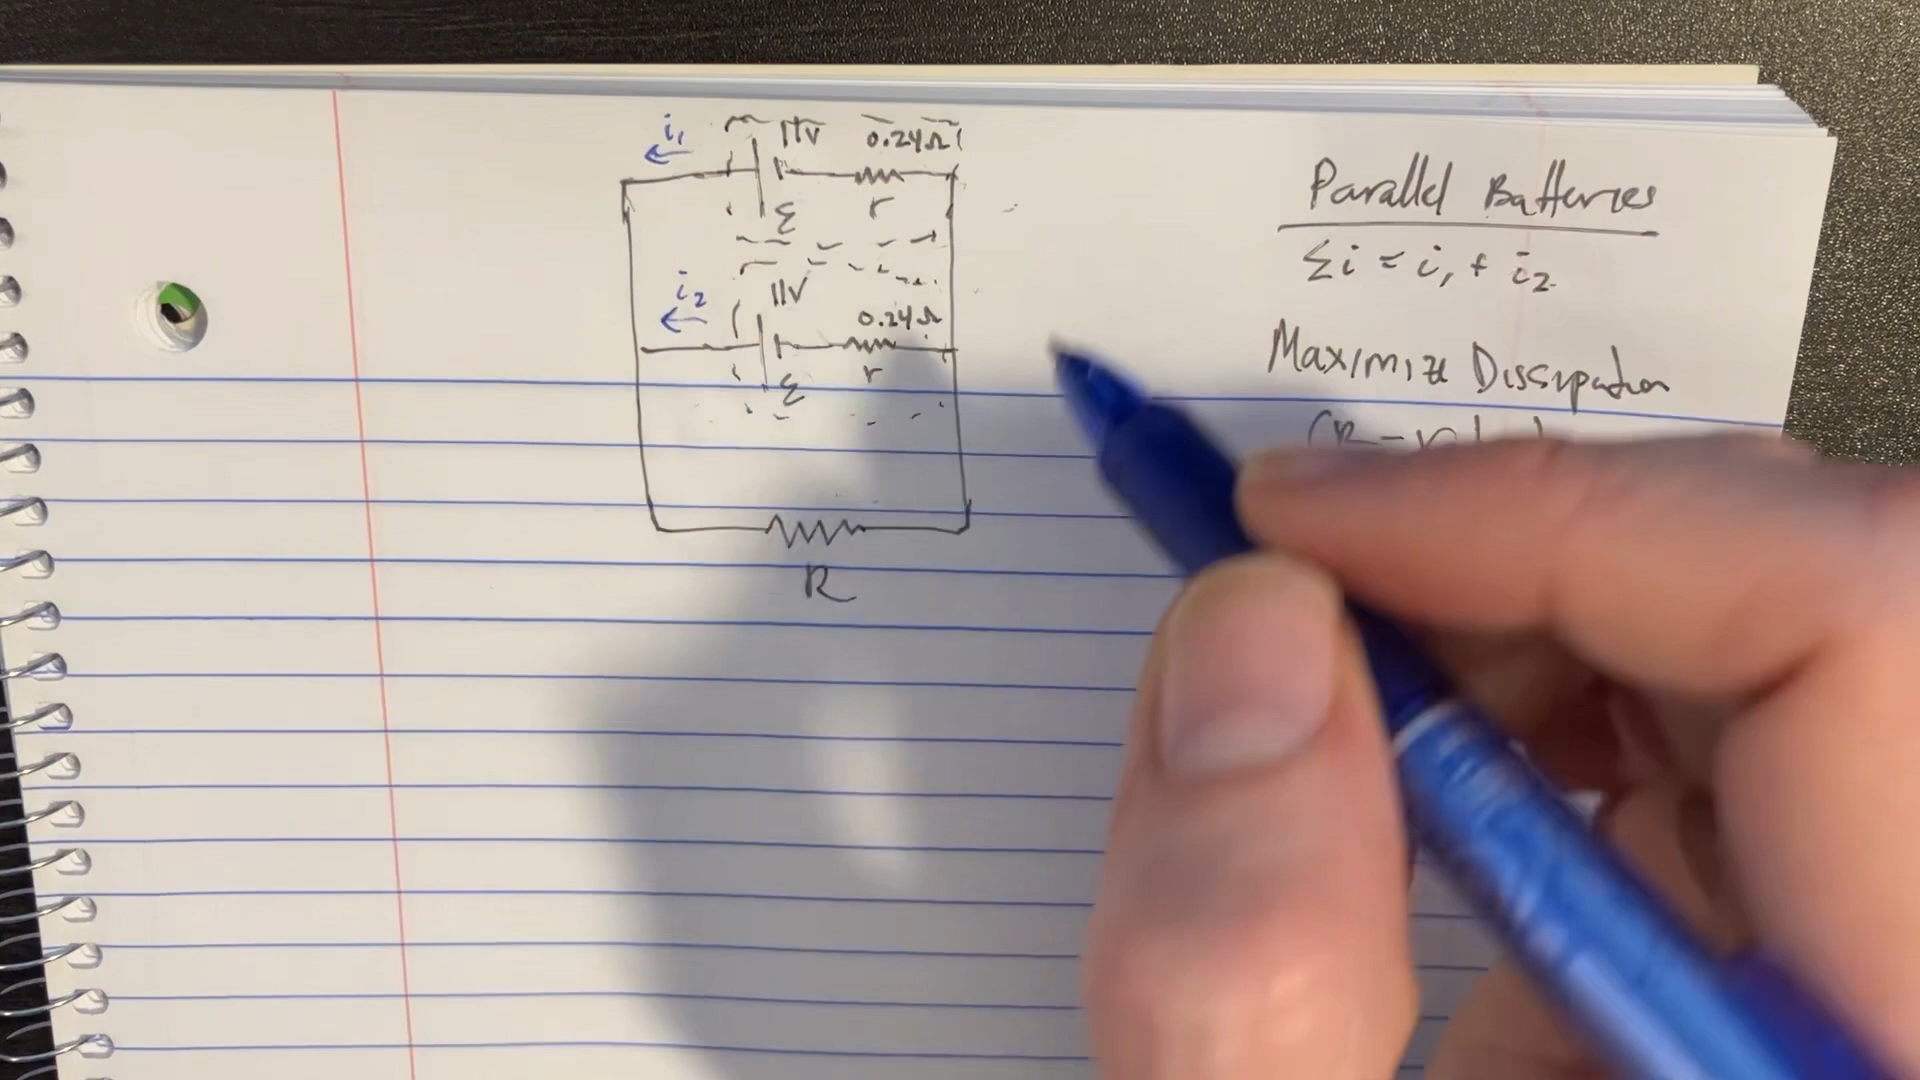 i₁
11V
0.24Ω
Ɛ
r
i₂
11V
0.24Ω
Ɛ
r
R
Parallel Batteries
Σi = i₁ + i₂
Maximize Dissipation